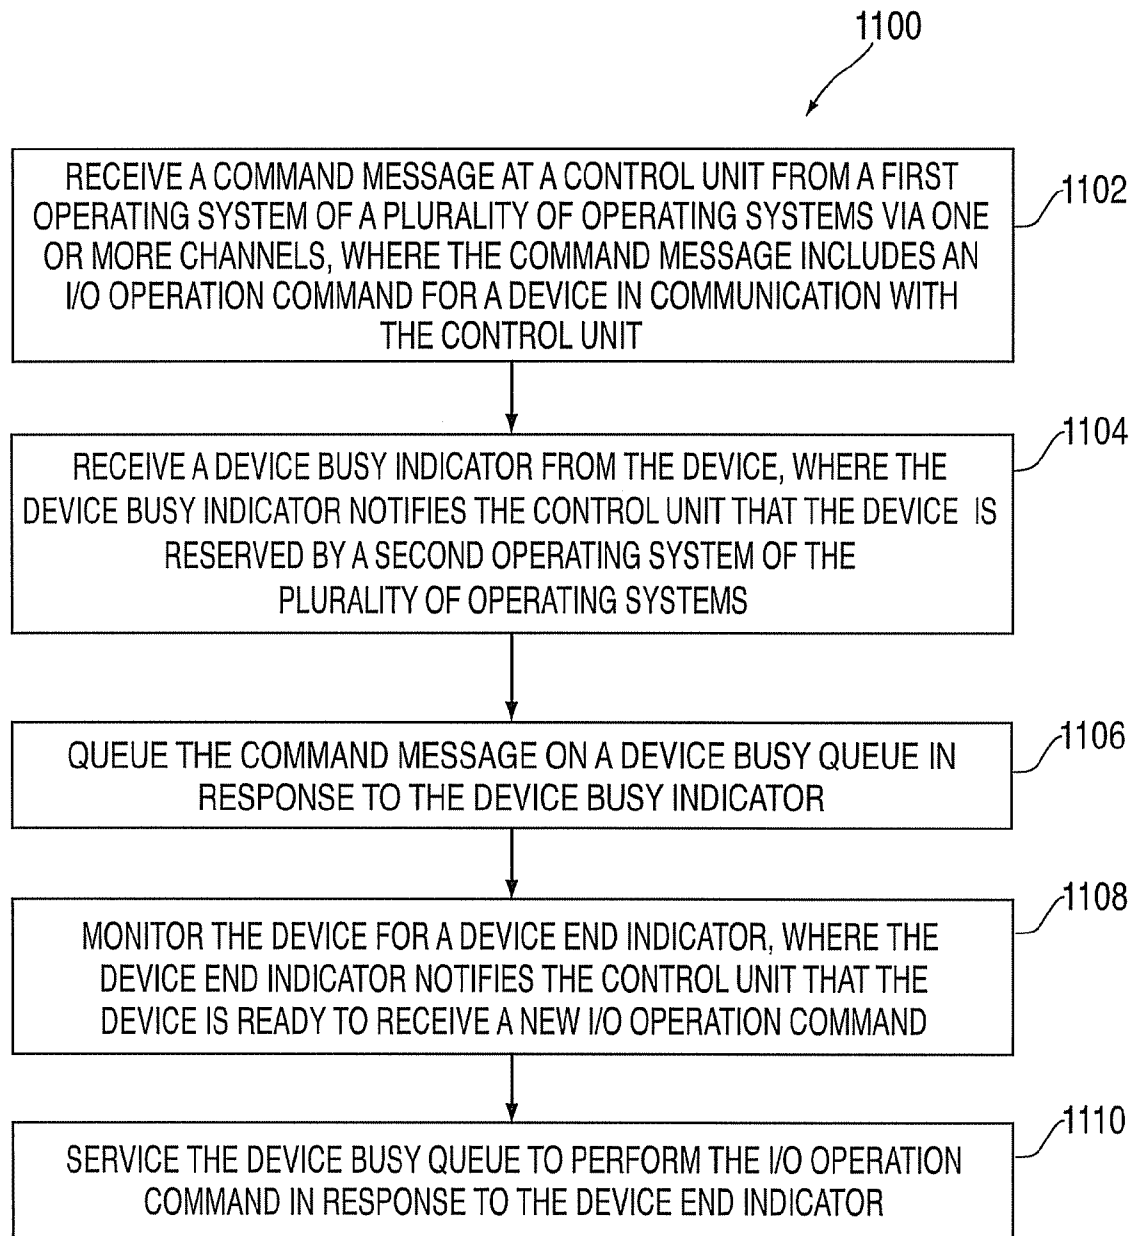 1100
RECEIVE A COMMAND MESSAGE AT A CONTROL UNIT FROM A FIRST
OPERATING SYSTEM OF A PLURALITY OF OPERATING SYSTEMS VIA ONE
OR MORE CHANNELS, WHERE THE COMMAND MESSAGE INCLUDES AN
I/O OPERATION COMMAND FOR A DEVICE IN COMMUNICATION WITH
THE CONTROL UNIT
1102
RECEIVE A DEVICE BUSY INDICATOR FROM THE DEVICE, WHERE THE
DEVICE BUSY INDICATOR NOTIFIES THE CONTROL UNIT THAT THE DEVICE IS
RESERVED BY A SECOND OPERATING SYSTEM OF THE
PLURALITY OF OPERATING SYSTEMS
1104
QUEUE THE COMMAND MESSAGE ON A DEVICE BUSY QUEUE IN
RESPONSE TO THE DEVICE BUSY INDICATOR
1106
MONITOR THE DEVICE FOR A DEVICE END INDICATOR, WHERE THE
DEVICE END INDICATOR NOTIFIES THE CONTROL UNIT THAT THE
DEVICE IS READY TO RECEIVE A NEW I/O OPERATION COMMAND
1108
SERVICE THE DEVICE BUSY QUEUE TO PERFORM THE I/O OPERATION
COMMAND IN RESPONSE TO THE DEVICE END INDICATOR
1110